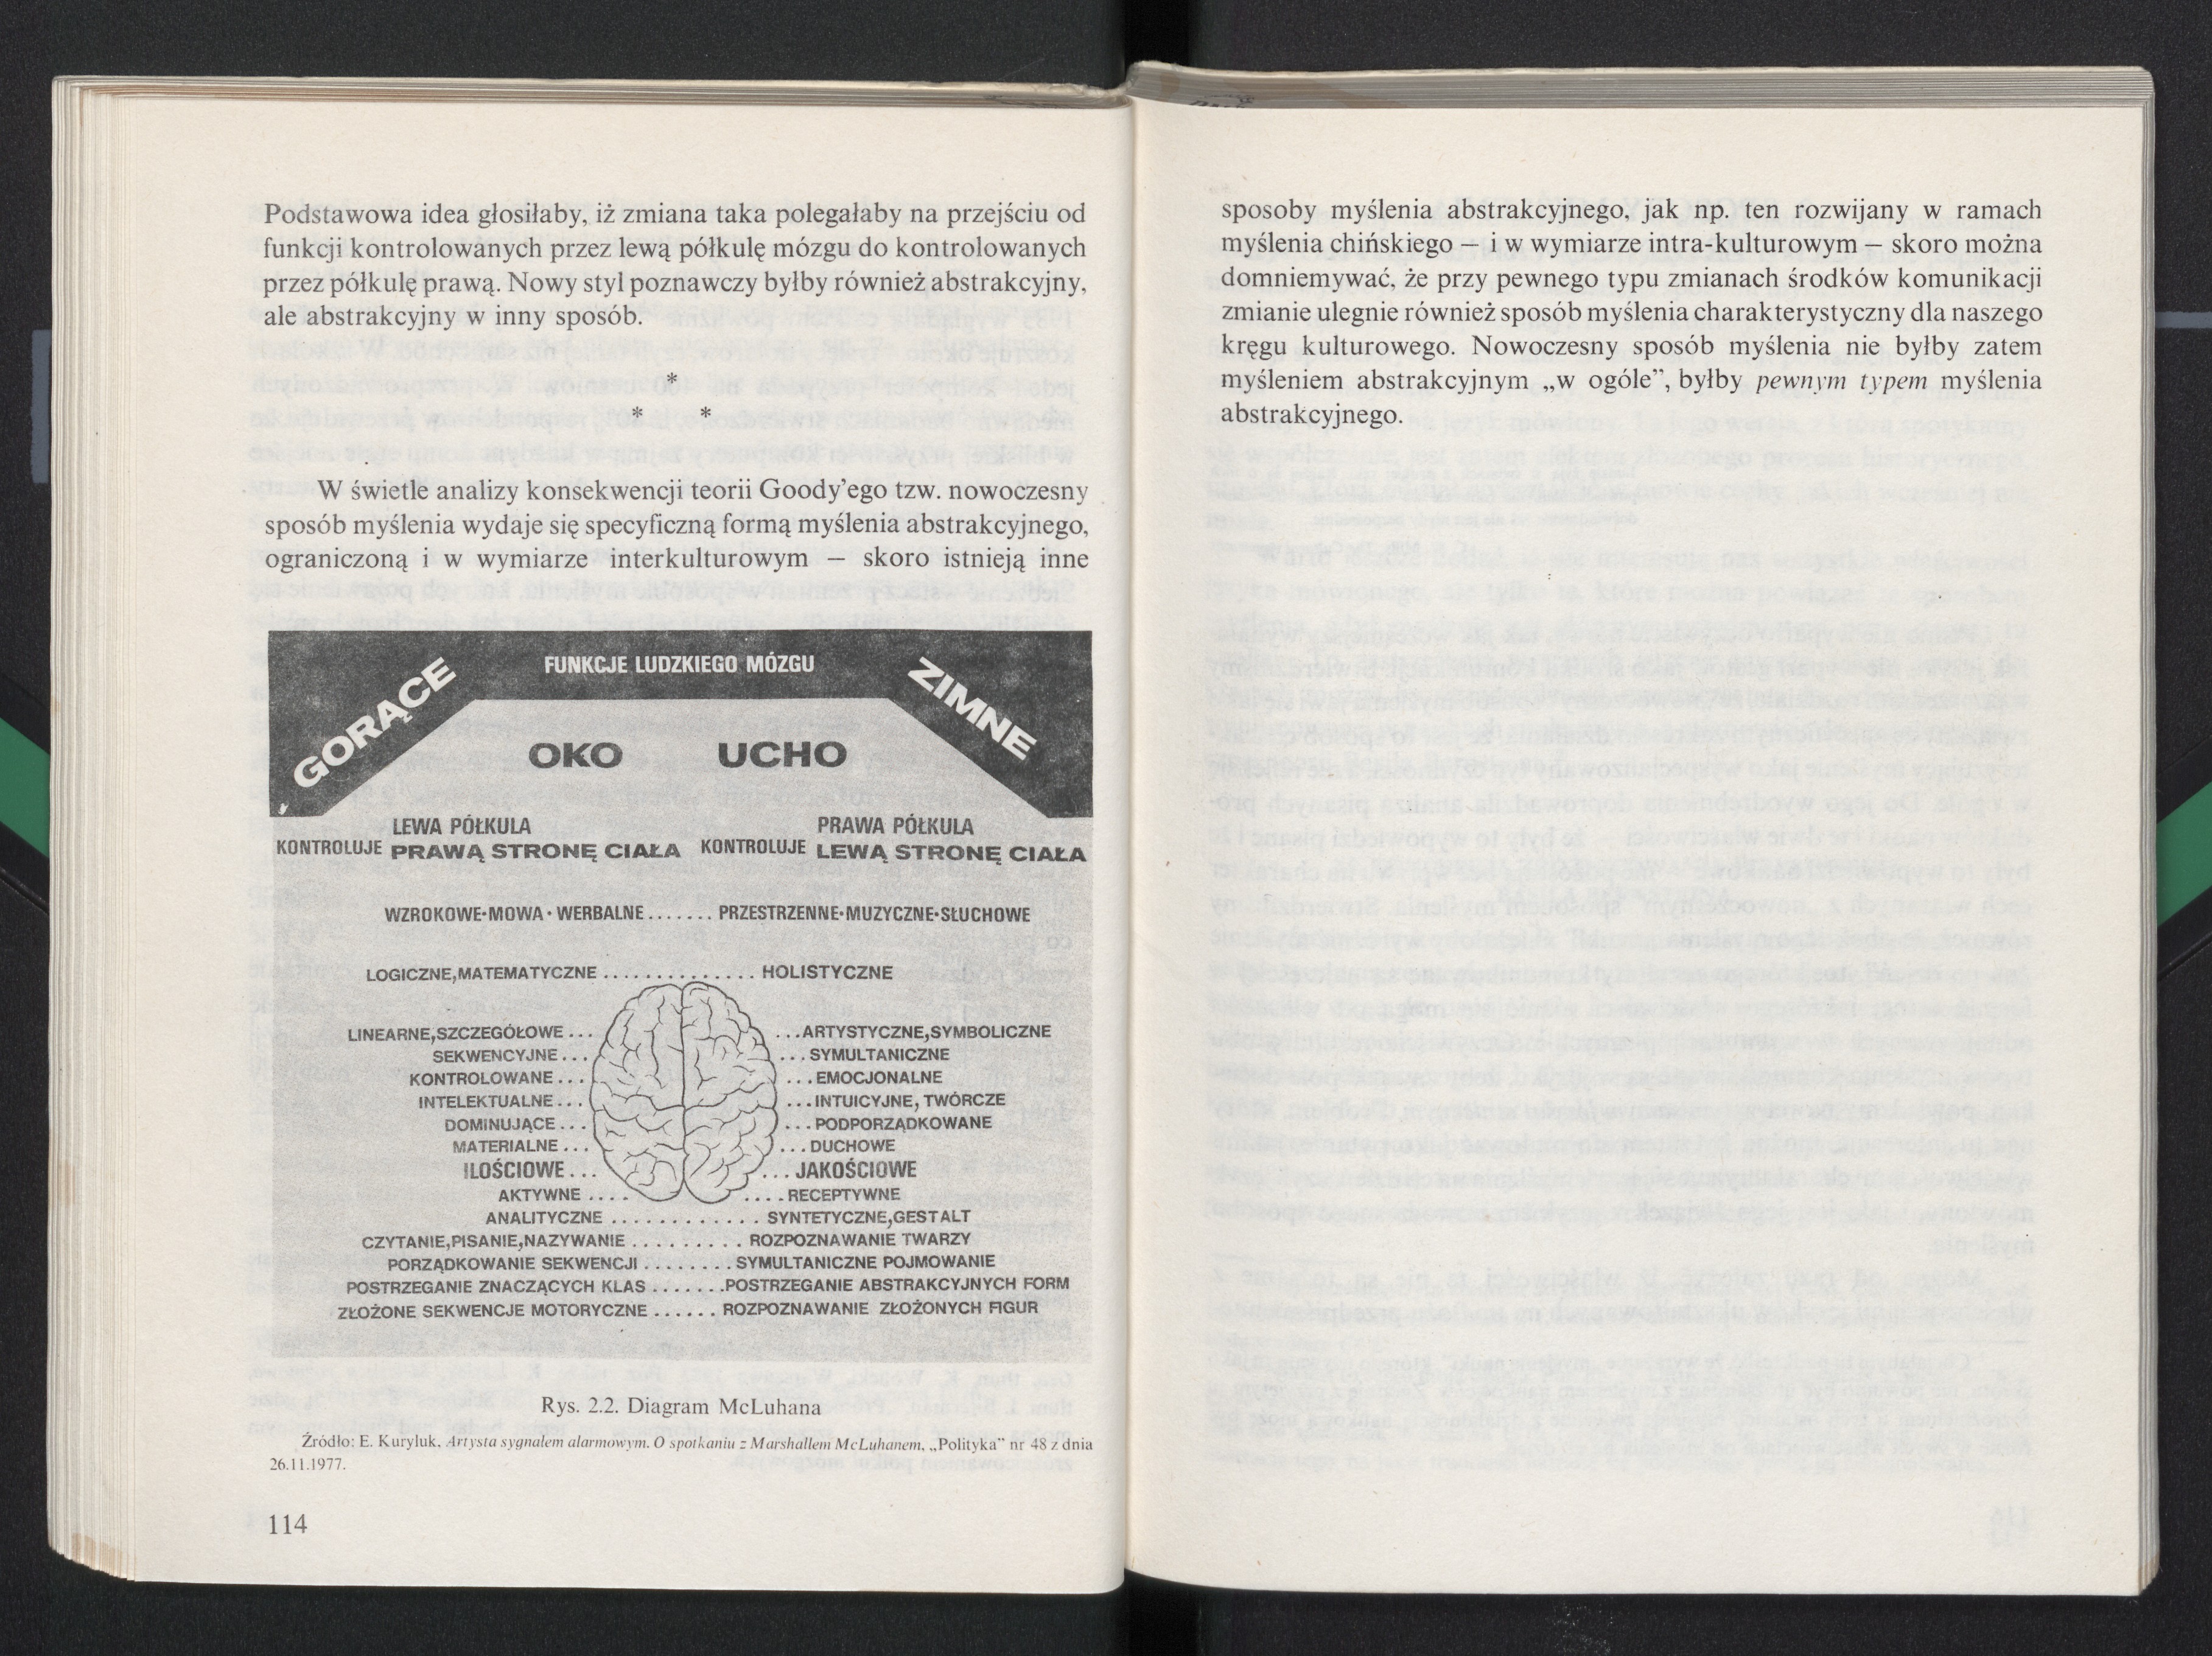 Podstawowa idea głosiłaby, iż zmiana taka polegałaby na przejściu od
funkcji kontrolowanych przez lewą półkulę mózgu do kontrolowanych
przez półkulę prawą. Nowy styl poznawczy byłby również abstrakcyjny,
ale abstrakcyjny w inny sposób.
*
* *
W świetle analizy konsekwencji teorii Goody’ego tzw. nowoczesny
sposób myślenia wydaje się specyficzną formą myślenia abstrakcyjnego,
ograniczoną i w wymiarze interkulturowym — skoro istnieją inne
FUNKCJE LUDZKIEGO MÓZGU
GORĄCE
ZIMNE
OKO UCHO
LEWA PÓŁKULA PRAWA PÓŁKULA
KONTROLUJE PRAWĄ STRONĘ CIAŁA KONTROLUJE LEWĄ STRONĘ CIAŁA
WZROKOWE·MOWA·WERBALNE....... PRZESTRZENNE·MUZYCZNE·SŁUCHOWE
LOGICZNE,MATEMATYCZNE .............. HOLISTYCZNE
LINEARNE,SZCZEGÓŁOWE... ...ARTYSTYCZNE,SYMBOLICZNE
SEKWENCYJNE... ...SYMULTANICZNE
KONTROLOWANE... ...EMOCJONALNE
INTELEKTUALNE... ...INTUICYJNE, TWÓRCZE
DOMINUJĄCE... ...PODPORZĄDKOWANE
MATERIALNE... ...DUCHOWE
ILOŚCIOWE... ...JAKOŚCIOWE
AKTYWNE.... ....RECEPTYWNE
ANALITYCZNE ............ SYNTETYCZNE,GESTALT
CZYTANIE,PISANIE,NAZYWANIE ......... ROZPOZNAWANIE TWARZY
PORZĄDKOWANIE SEKWENCJI ........ SYMULTANICZNE POJMOWANIE
POSTRZEGANIE ZNACZĄCYCH KLAS .......POSTRZEGANIE ABSTRAKCYJNYCH FORM
ZŁOŻONE SEKWENCJE MOTORYCZNE ...... ROZPOZNAWANIE ZŁOŻONYCH FIGUR
Rys. 2.2. Diagram McLuhana
Źródło: E. Kuryluk, Artysta sygnałem alarmowym. O spotkaniu z Marshallem McLuhanem, „Polityka” nr 48 z dnia
26.11.1977.
114
sposoby myślenia abstrakcyjnego, jak np. ten rozwijany w ramach
myślenia chińskiego — i w wymiarze intra-kulturowym — skoro można
domniemywać, że przy pewnego typu zmianach środków komunikacji
zmianie ulegnie również sposób myślenia charakterystyczny dla naszego
kręgu kulturowego. Nowoczesny sposób myślenia nie byłby zatem
myśleniem abstrakcyjnym „w ogóle”, byłby pewnym typem myślenia
abstrakcyjnego.